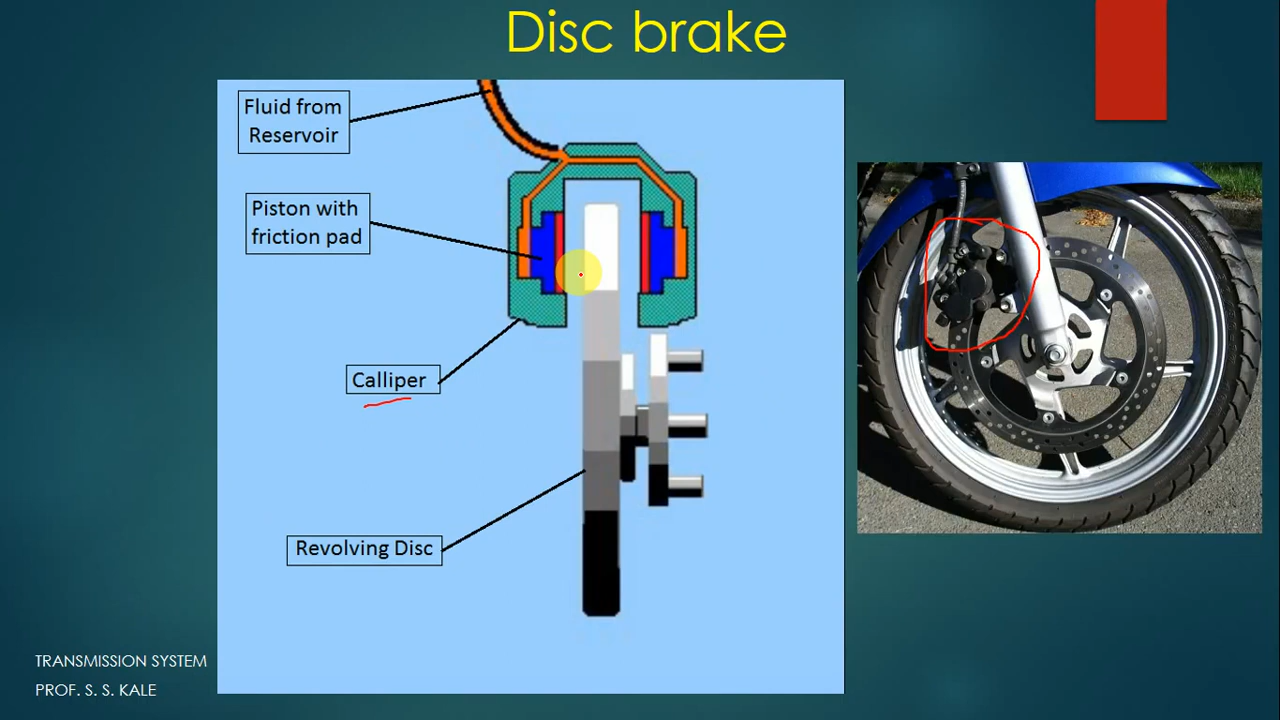 Disc brake
Fluid from
Reservoir
Piston with
friction pad
Calliper
Revolving Disc
TRANSMISSION SYSTEM
PROF. S. S. KALE